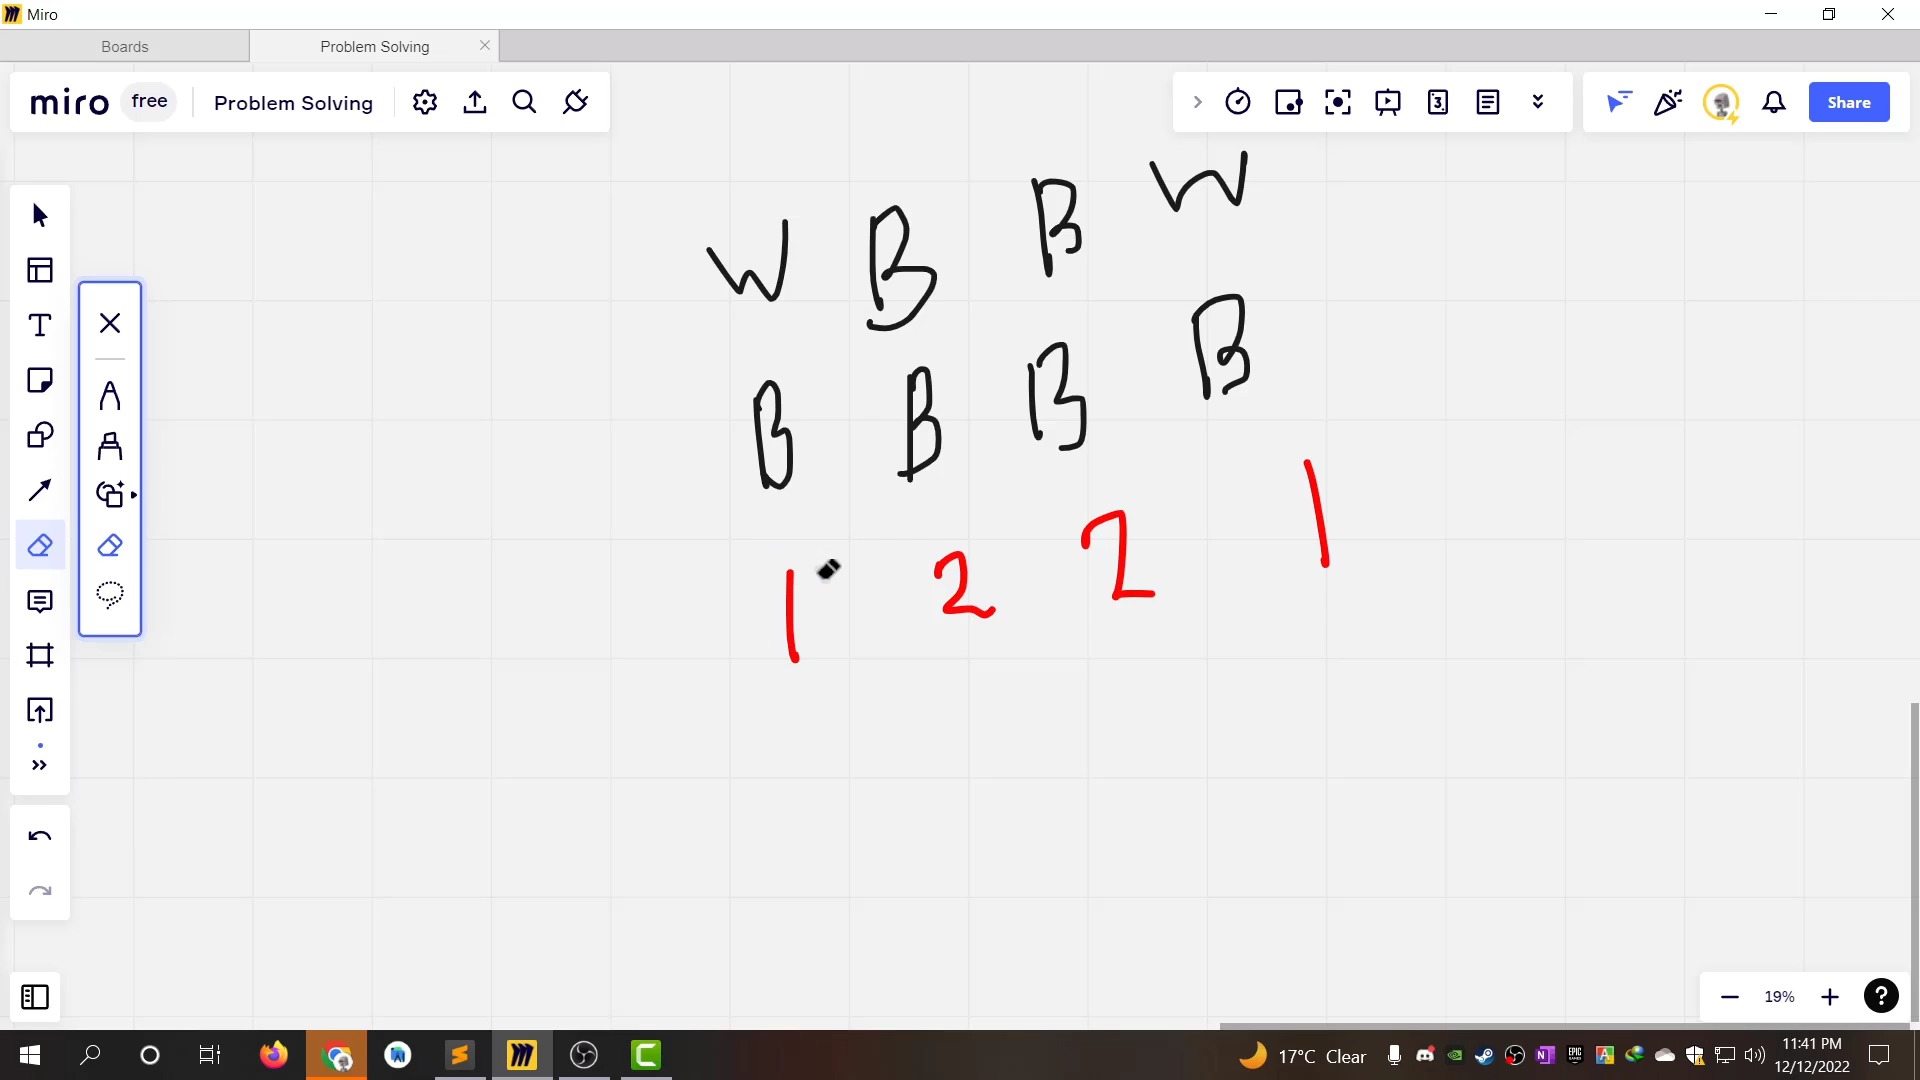 Miro
Boards
Problem Solving
miro free Problem Solving
3
Share
W B B W
B B B B
1 2 2 1
19%
?
17°C Clear
11:41 PM
12/12/2022